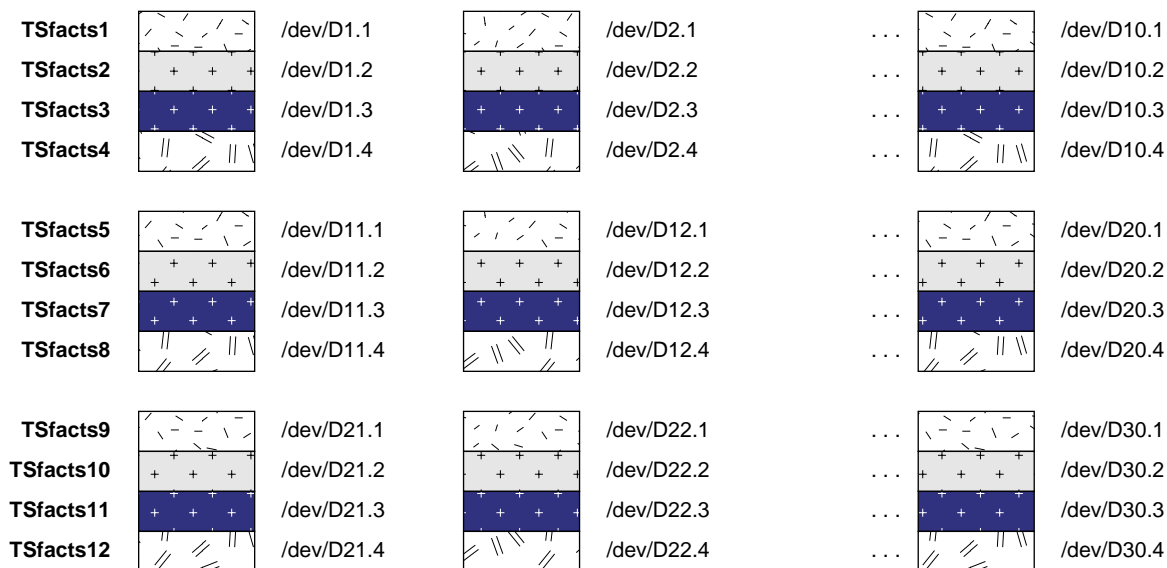 TSfacts1 /dev/D1.1 /dev/D2.1 . . . /dev/D10.1
TSfacts2 /dev/D1.2 /dev/D2.2 . . . /dev/D10.2
TSfacts3 /dev/D1.3 /dev/D2.3 . . . /dev/D10.3
TSfacts4 /dev/D1.4 /dev/D2.4 . . . /dev/D10.4
TSfacts5 /dev/D11.1 /dev/D12.1 . . . /dev/D20.1
TSfacts6 /dev/D11.2 /dev/D12.2 . . . /dev/D20.2
TSfacts7 /dev/D11.3 /dev/D12.3 . . . /dev/D20.3
TSfacts8 /dev/D11.4 /dev/D12.4 . . . /dev/D20.4
TSfacts9 /dev/D21.1 /dev/D22.1 . . . /dev/D30.1
TSfacts10 /dev/D21.2 /dev/D22.2 . . . /dev/D30.2
TSfacts11 /dev/D21.3 /dev/D22.3 . . . /dev/D30.3
TSfacts12 /dev/D21.4 /dev/D22.4 . . . /dev/D30.4